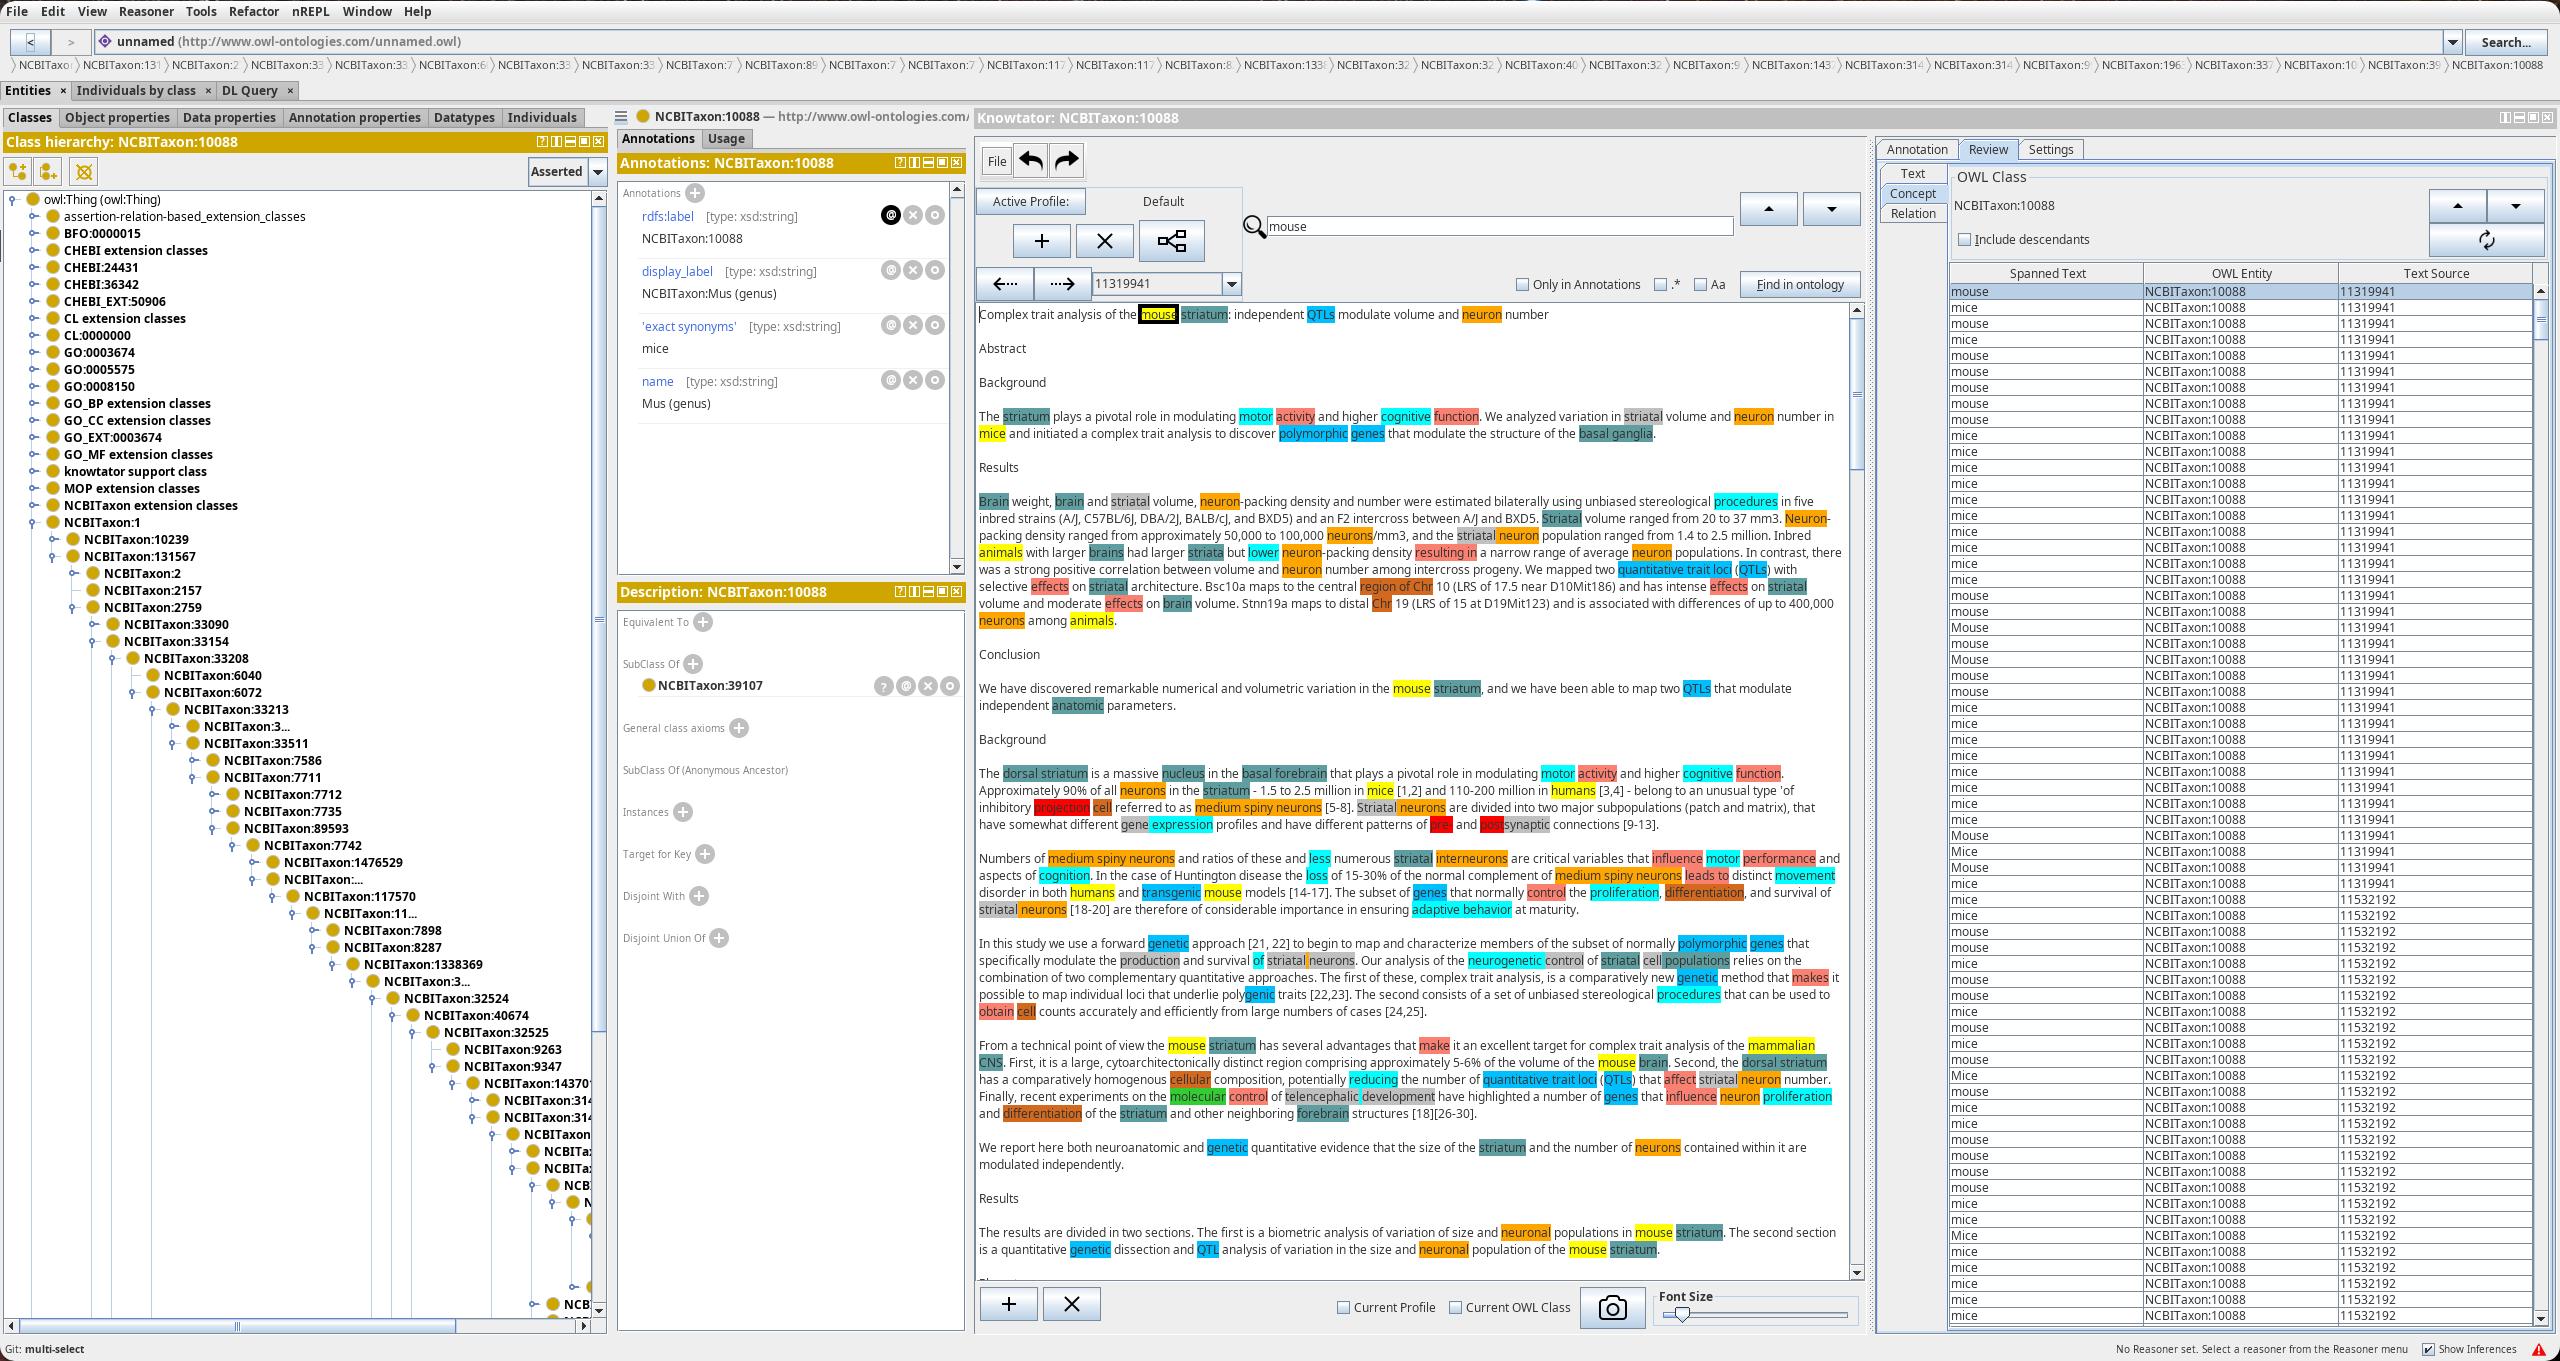 File Edit View Reasoner Tools Refactor nREPL Window Help
< > unnamed (http://www.owl-ontologies.com/unnamed.owl) Search...
NCBITaxo NCBITaxon:131 NCBITaxon:2 NCBITaxon:33 NCBITaxon:33 NCBITaxon:6 NCBITaxon:33 NCBITaxon:33 NCBITaxon:7 NCBITaxon:89 NCBITaxon:7 NCBITaxon:7 NCBITaxon:117 NCBITaxon:117 NCBITaxon:8 NCBITaxon:133 NCBITaxon:32 NCBITaxon:32 NCBITaxon:40 NCBITaxon:32 NCBITaxon:9 NCBITaxon:143 NCBITaxon:314 NCBITaxon:314 NCBITaxon:9 NCBITaxon:196 NCBITaxon:337 NCBITaxon:10 NCBITaxon:39 NCBITaxon:10088
Entities × Individuals by class × DL Query ×
Classes Object properties Data properties Annotation properties Datatypes Individuals
Class hierarchy: NCBITaxon:10088
Asserted
owl:Thing (owl:Thing)
assertion-relation-based_extension_classes
BFO:0000015
CHEBI extension classes
CHEBI:24431
CHEBI:36342
CHEBI_EXT:50906
CL extension classes
CL:0000000
GO:0003674
GO:0005575
GO:0008150
GO_BP extension classes
GO_CC extension classes
GO_EXT:0003674
GO_MF extension classes
knowtator support class
MOP extension classes
NCBITaxon extension classes
NCBITaxon:1
NCBITaxon:10239
NCBITaxon:131567
NCBITaxon:2
NCBITaxon:2157
NCBITaxon:2759
NCBITaxon:33090
NCBITaxon:33154
NCBITaxon:33208
NCBITaxon:6040
NCBITaxon:6072
NCBITaxon:33213
NCBITaxon:3...
NCBITaxon:33511
NCBITaxon:7586
NCBITaxon:7711
NCBITaxon:7712
NCBITaxon:7735
NCBITaxon:89593
NCBITaxon:7742
NCBITaxon:1476529
NCBITaxon:...
NCBITaxon:117570
NCBITaxon:11...
NCBITaxon:7898
NCBITaxon:8287
NCBITaxon:1338369
NCBITaxon:3...
NCBITaxon:32524
NCBITaxon:40674
NCBITaxon:32525
NCBITaxon:9263
NCBITaxon:9347
NCBITaxon:14370
NCBITaxon:314
NCBITaxon:314
NCBITaxon
NCBITa
NCBITa
NCBI
N
NCB
Git: multi-select
NCBITaxon:10088 — http://www.owl-ontologies.com/
Annotations Usage
Annotations: NCBITaxon:10088
Annotations
rdfs:label [type: xsd:string]
NCBITaxon:10088
display_label [type: xsd:string]
NCBITaxon:Mus (genus)
'exact synonyms' [type: xsd:string]
mice
name [type: xsd:string]
Mus (genus)
Description: NCBITaxon:10088
Equivalent To
SubClass Of
NCBITaxon:39107
General class axioms
SubClass Of (Anonymous Ancestor)
Instances
Target for Key
Disjoint With
Disjoint Union Of
Knowtator: NCBITaxon:10088
File
Active Profile: Default
mouse
11319941
Only in Annotations .* Aa Find in ontology
Complex trait analysis of the mouse striatum: independent QTLs modulate volume and neuron number
Abstract
Background
The striatum plays a pivotal role in modulating motor activity and higher cognitive function. We analyzed variation in striatal volume and neuron number in
mice and initiated a complex trait analysis to discover polymorphic genes that modulate the structure of the basal ganglia.
Results
Brain weight, brain and striatal volume, neuron-packing density and number were estimated bilaterally using unbiased stereological procedures in five
inbred strains (A/J, C57BL/6J, DBA/2J, BALB/cJ, and BXD5) and an F2 intercross between A/J and BXD5. Striatal volume ranged from 20 to 37 mm3. Neuron-
packing density ranged from approximately 50,000 to 100,000 neurons/mm3, and the striatal neuron population ranged from 1.4 to 2.5 million. Inbred
animals with larger brains had larger striata but lower neuron-packing density resulting in a narrow range of average neuron populations. In contrast, there
was a strong positive correlation between volume and neuron number among intercross progeny. We mapped two quantitative trait loci (QTLs) with
selective effects on striatal architecture. Bsc10a maps to the central region of Chr 10 (LRS of 17.5 near D10Mit186) and has intense effects on striatal
volume and moderate effects on brain volume. Stnn19a maps to distal Chr 19 (LRS of 15 at D19Mit123) and is associated with differences of up to 400,000
neurons among animals.
Conclusion
We have discovered remarkable numerical and volumetric variation in the mouse striatum, and we have been able to map two QTLs that modulate
independent anatomic parameters.
Background
The dorsal striatum is a massive nucleus in the basal forebrain that plays a pivotal role in modulating motor activity and higher cognitive function.
Approximately 90% of all neurons in the striatum - 1.5 to 2.5 million in mice [1,2] and 110-200 million in humans [3,4] - belong to an unusual type 'of
inhibitory projection cell referred to as medium spiny neurons [5-8]. Striatal neurons are divided into two major subpopulations (patch and matrix), that
have somewhat different gene expression profiles and have different patterns of pre- and postsynaptic connections [9-13].
Numbers of medium spiny neurons and ratios of these and less numerous striatal interneurons are critical variables that influence motor performance and
aspects of cognition. In the case of Huntington disease the loss of 15-30% of the normal complement of medium spiny neurons leads to distinct movement
disorder in both humans and transgenic mouse models [14-17]. The subset of genes that normally control the proliferation, differentiation, and survival of
striatal neurons [18-20] are therefore of considerable importance in ensuring adaptive behavior at maturity.
In this study we use a forward genetic approach [21, 22] to begin to map and characterize members of the subset of normally polymorphic genes that
specifically modulate the production and survival of striatal neurons. Our analysis of the neurogenetic control of striatal cell populations relies on the
combination of two complementary quantitative approaches. The first of these, complex trait analysis, is a comparatively new genetic method that makes it
possible to map individual loci that underlie polygenic traits [22,23]. The second consists of a set of unbiased stereological procedures that can be used to
obtain cell counts accurately and efficiently from large numbers of cases [24,25].
From a technical point of view the mouse striatum has several advantages that make it an excellent target for complex trait analysis of the mammalian
CNS. First, it is a large, cytoarchitectonically distinct region comprising approximately 5-6% of the volume of the mouse brain. Second, the dorsal striatum
has a comparatively homogenous cellular composition, potentially reducing the number of quantitative trait loci (QTLs) that affect striatal neuron number.
Finally, recent experiments on the molecular control of telencephalic development have highlighted a number of genes that influence neuron proliferation
and differentiation of the striatum and other neighboring forebrain structures [18][26-30].
We report here both neuroanatomic and genetic quantitative evidence that the size of the striatum and the number of neurons contained within it are
modulated independently.
Results
The results are divided in two sections. The first is a biometric analysis of variation of size and neuronal populations in mouse striatum. The second section
is a quantitative genetic dissection and QTL analysis of variation in the size and neuronal population of the mouse striatum.
Current Profile Current OWL Class Font Size
Annotation Review Settings
Text
Concept
Relation
OWL Class
NCBITaxon:10088
Include descendants
Spanned Text OWL Entity Text Source
mouse NCBITaxon:10088 11319941
mice NCBITaxon:10088 11319941
mouse NCBITaxon:10088 11319941
mice NCBITaxon:10088 11319941
mouse NCBITaxon:10088 11319941
mouse NCBITaxon:10088 11319941
mouse NCBITaxon:10088 11319941
mouse NCBITaxon:10088 11319941
mouse NCBITaxon:10088 11319941
mice NCBITaxon:10088 11319941
mice NCBITaxon:10088 11319941
mice NCBITaxon:10088 11319941
mice NCBITaxon:10088 11319941
mice NCBITaxon:10088 11319941
mice NCBITaxon:10088 11319941
mice NCBITaxon:10088 11319941
mice NCBITaxon:10088 11319941
mice NCBITaxon:10088 11319941
mice NCBITaxon:10088 11319941
mouse NCBITaxon:10088 11319941
mouse NCBITaxon:10088 11319941
Mouse NCBITaxon:10088 11319941
mouse NCBITaxon:10088 11319941
Mouse NCBITaxon:10088 11319941
mouse NCBITaxon:10088 11319941
mouse NCBITaxon:10088 11319941
mice NCBITaxon:10088 11319941
mice NCBITaxon:10088 11319941
mice NCBITaxon:10088 11319941
mice NCBITaxon:10088 11319941
mice NCBITaxon:10088 11319941
mice NCBITaxon:10088 11319941
mice NCBITaxon:10088 11319941
mouse NCBITaxon:10088 11319941
Mouse NCBITaxon:10088 11319941
Mice NCBITaxon:10088 11319941
Mouse NCBITaxon:10088 11319941
mice NCBITaxon:10088 11319941
mice NCBITaxon:10088 11532192
mice NCBITaxon:10088 11532192
mouse NCBITaxon:10088 11532192
mouse NCBITaxon:10088 11532192
mice NCBITaxon:10088 11532192
mouse NCBITaxon:10088 11532192
mouse NCBITaxon:10088 11532192
mice NCBITaxon:10088 11532192
mouse NCBITaxon:10088 11532192
mice NCBITaxon:10088 11532192
mouse NCBITaxon:10088 11532192
Mice NCBITaxon:10088 11532192
mouse NCBITaxon:10088 11532192
mice NCBITaxon:10088 11532192
mice NCBITaxon:10088 11532192
mouse NCBITaxon:10088 11532192
mouse NCBITaxon:10088 11532192
mouse NCBITaxon:10088 11532192
mouse NCBITaxon:10088 11532192
mice NCBITaxon:10088 11532192
mice NCBITaxon:10088 11532192
Mice NCBITaxon:10088 11532192
mice NCBITaxon:10088 11532192
mice NCBITaxon:10088 11532192
mice NCBITaxon:10088 11532192
mice NCBITaxon:10088 11532192
mice NCBITaxon:10088 11532192
No Reasoner set. Select a reasoner from the Reasoner menu Show Inferences